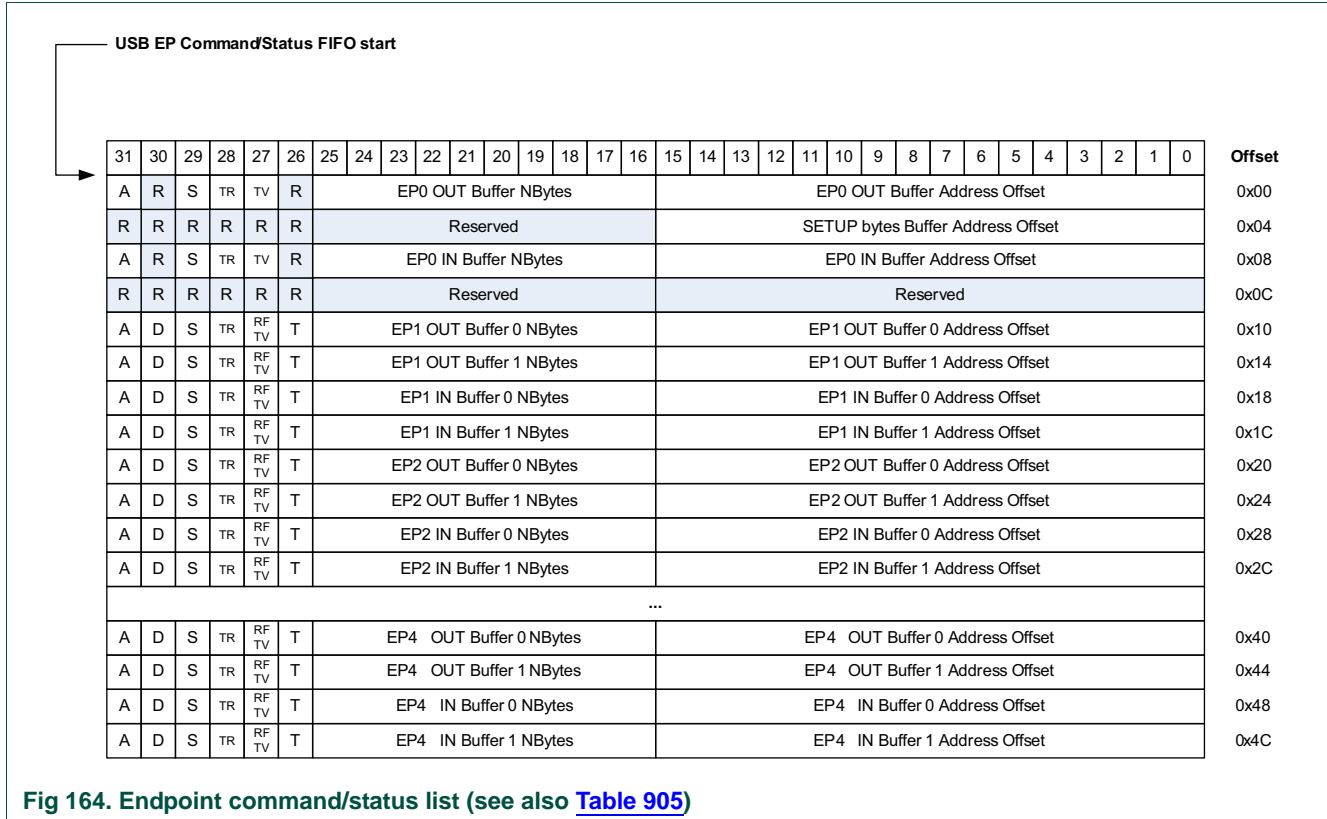 USB EP Command/Status FIFO start
31 30 29 28 27 26 25 24 23 22 21 20 19 18 17 16 15 14 13 12 11 10 9 8 7 6 5 4 3 2 1 0 Offset
A R S TR TV R EP0 OUT Buffer NBytes EP0 OUT Buffer Address Offset 0x00
R R R R R R Reserved SETUP bytes Buffer Address Offset 0x04
A R S TR TV R EP0 IN Buffer NBytes EP0 IN Buffer Address Offset 0x08
R R R R R R Reserved Reserved 0x0C
A D S TR RF TV T EP1 OUT Buffer 0 NBytes EP1 OUT Buffer 0 Address Offset 0x10
A D S TR RF TV T EP1 OUT Buffer 1 NBytes EP1 OUT Buffer 1 Address Offset 0x14
A D S TR RF TV T EP1 IN Buffer 0 NBytes EP1 IN Buffer 0 Address Offset 0x18
A D S TR RF TV T EP1 IN Buffer 1 NBytes EP1 IN Buffer 1 Address Offset 0x1C
A D S TR RF TV T EP2 OUT Buffer 0 NBytes EP2 OUT Buffer 0 Address Offset 0x20
A D S TR RF TV T EP2 OUT Buffer 1 NBytes EP2 OUT Buffer 1 Address Offset 0x24
A D S TR RF TV T EP2 IN Buffer 0 NBytes EP2 IN Buffer 0 Address Offset 0x28
A D S TR RF TV T EP2 IN Buffer 1 NBytes EP2 IN Buffer 1 Address Offset 0x2C
...
A D S TR RF TV T EP4 OUT Buffer 0 NBytes EP4 OUT Buffer 0 Address Offset 0x40
A D S TR RF TV T EP4 OUT Buffer 1 NBytes EP4 OUT Buffer 1 Address Offset 0x44
A D S TR RF TV T EP4 IN Buffer 0 NBytes EP4 IN Buffer 0 Address Offset 0x48
A D S TR RF TV T EP4 IN Buffer 1 NBytes EP4 IN Buffer 1 Address Offset 0x4C
Fig 164. Endpoint command/status list (see also Table 905)